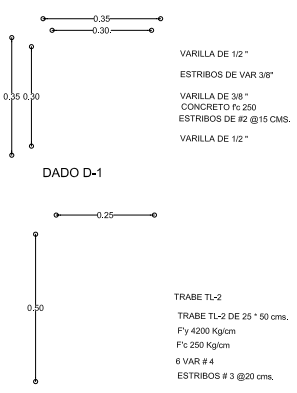 0.35
0.30
VARILLA DE 1/2 "
ESTRIBOS DE VAR 3/8"
0.35 0.30
VARILLA DE 3/8 "
CONCRETO f'c 250
ESTRIBOS DE #2 @15 CMS.
VARILLA DE 1/2 "
DADO D-1
0.25
TRABE TL-2
0.50
TRABE TL-2 DE 25 * 50 cms.
F'y 4200 Kg/cm
F'c 250 Kg/cm
6 VAR # 4
ESTRIBOS # 3 @20 cms.